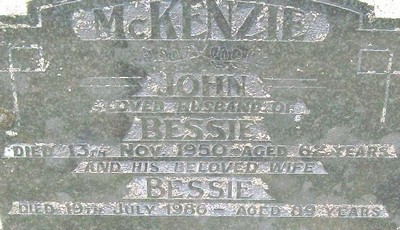 McKENZIE
JOHN
LOVED HUSBAND OF
BESSIE
DIED 13TH NOV. 1950 - AGED YEARS
AND HIS BELOVED WIFE
BESSIE
DIED 19TH JULY 1986 - AGED 89 YEARS